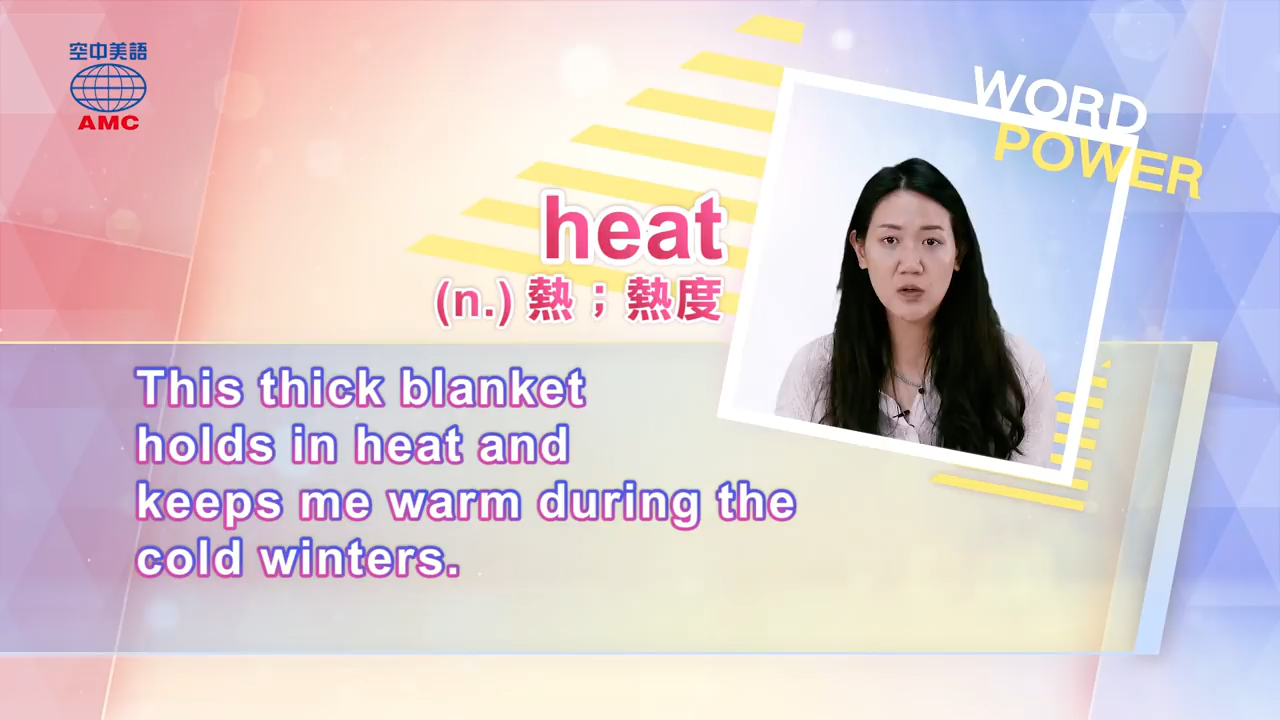 空中美語
AMC
WORD
POWER
heat
(n.) 熱；熱度
This thick blanket
holds in heat and
keeps me warm during the
cold winters.